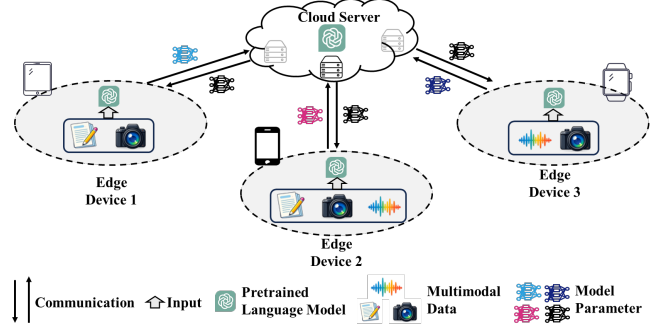 Cloud Server
Edge
Device 1
Edge
Device 2
Edge
Device 3
Communication
Input
Pretrained
Language Model
Multimodal
Data
Model
Parameter